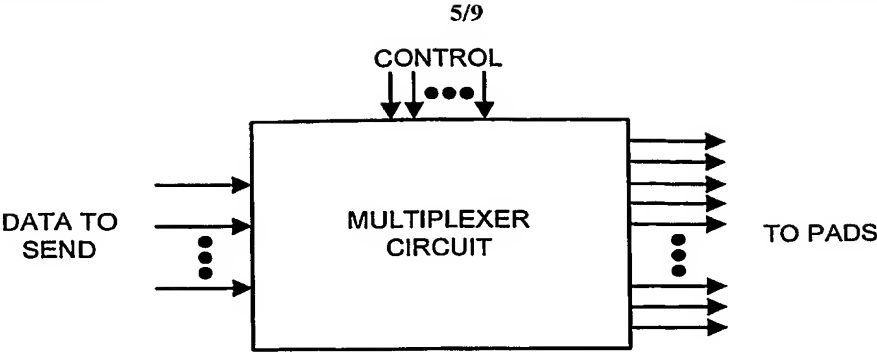 5/9
CONTROL
DATA TO
SEND
MULTIPLEXER
CIRCUIT
TO PADS